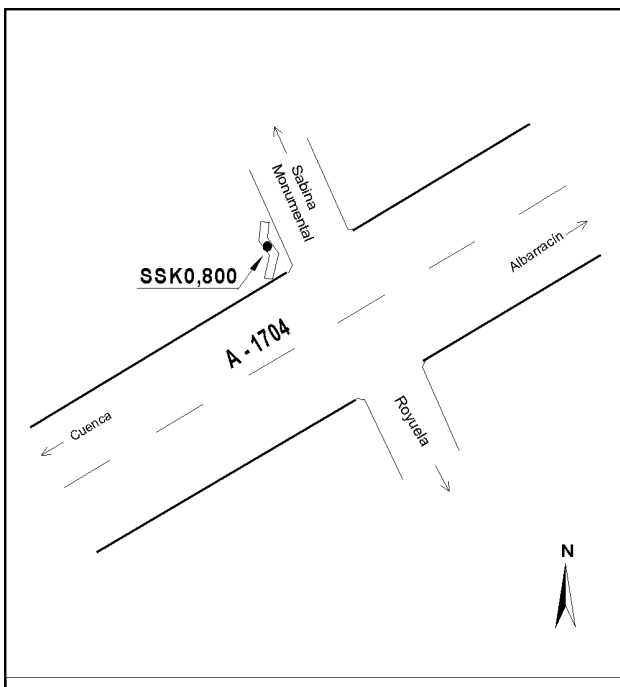 Sabina
Monumental
SSK0,800
Albarracín
A - 1704
Cuenca
Royuela
N